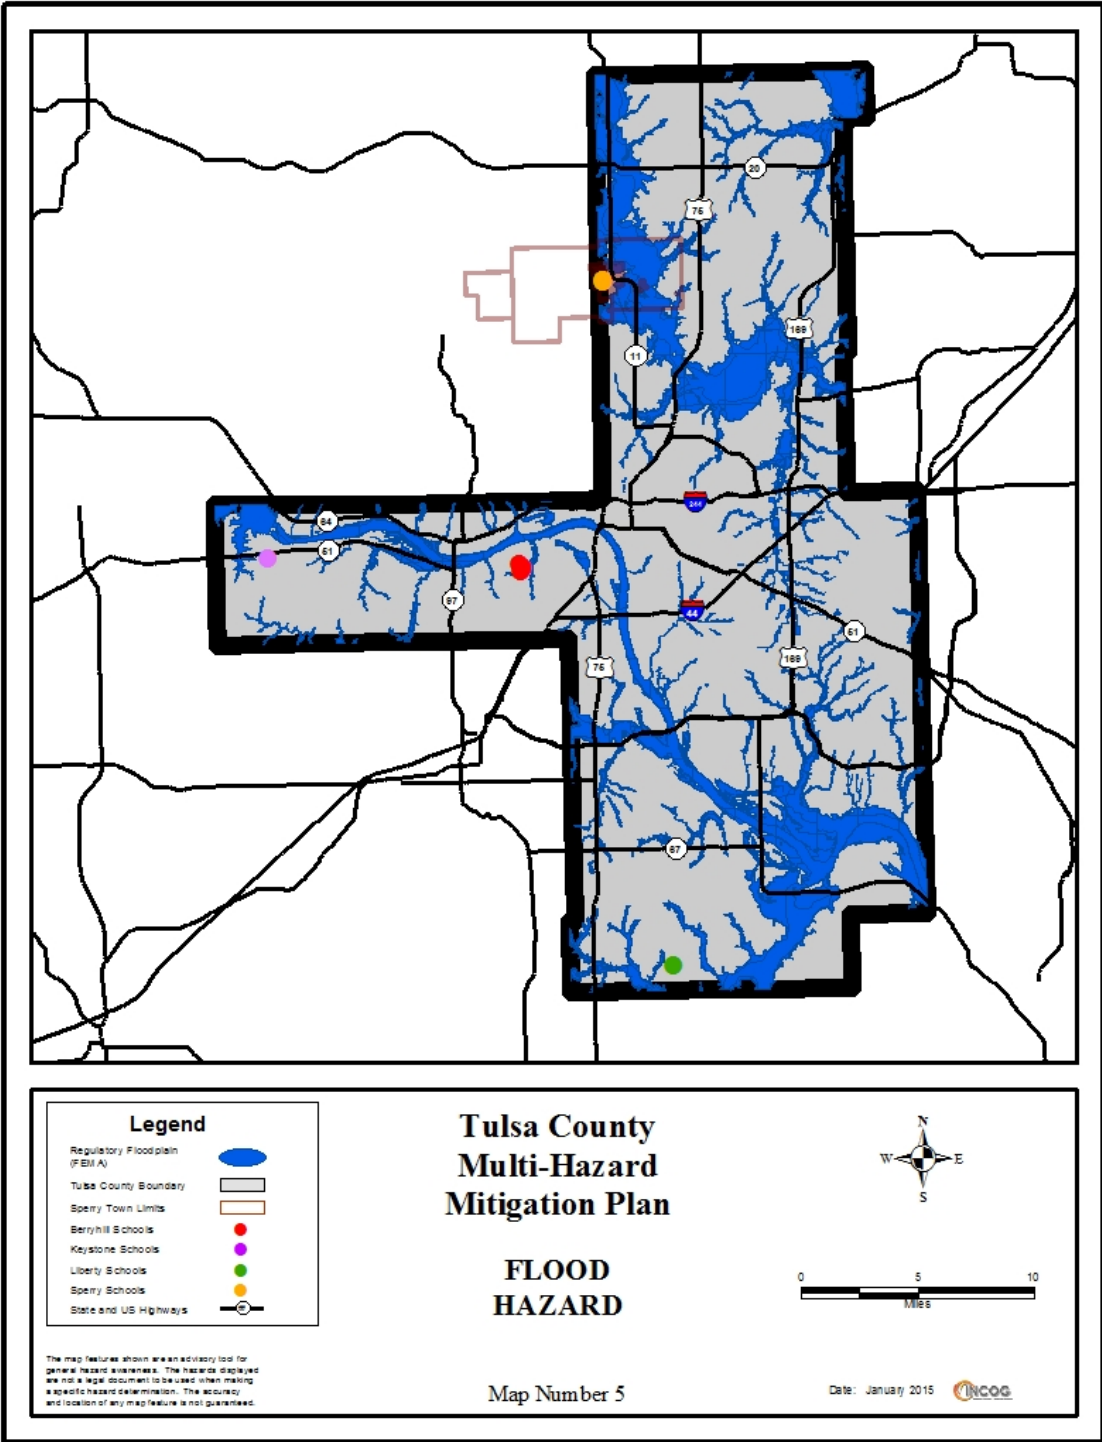 20
75
169
11
244
64
51
97
44
51
75
169
67
Legend
Regulatory Floodplain
(FEMA)
Tulsa County Boundary
Sperry Town Limits
Berryhill Schools
Keystone Schools
Liberty Schools
Sperry Schools
State and US Highways
The map features shown are an advisory tool for
general hazard awareness. The hazards displayed
are not a legal document to be used when making
a specific hazard determination. The accuracy
and location of any map feature is not guaranteed.
Tulsa County
Multi-Hazard
Mitigation Plan
FLOOD
HAZARD
Map Number 5
N
W E
S
0 5 10
Miles
Date: January 2015
INCOG